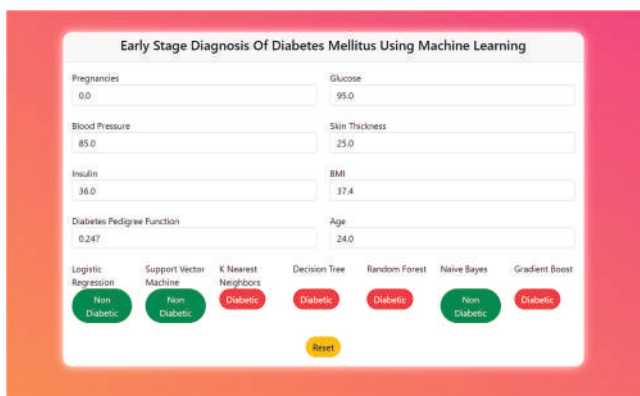 Early Stage Diagnosis Of Diabetes Mellitus Using Machine Learning
Pregnancies
0.0
Glucose
95.0
Blood Pressure
85.0
Skin Thickness
25.0
Insulin
36.0
BMI
37.4
Diabetes Pedigree Function
0.247
Age
24.0
Logistic
Regression
Non
Diabetic
Support Vector
Machine
Non
Diabetic
K Nearest
Neighbors
Diabetic
Decision Tree
Diabetic
Random Forest
Diabetic
Naive Bayes
Non
Diabetic
Gradient Boost
Diabetic
Reset